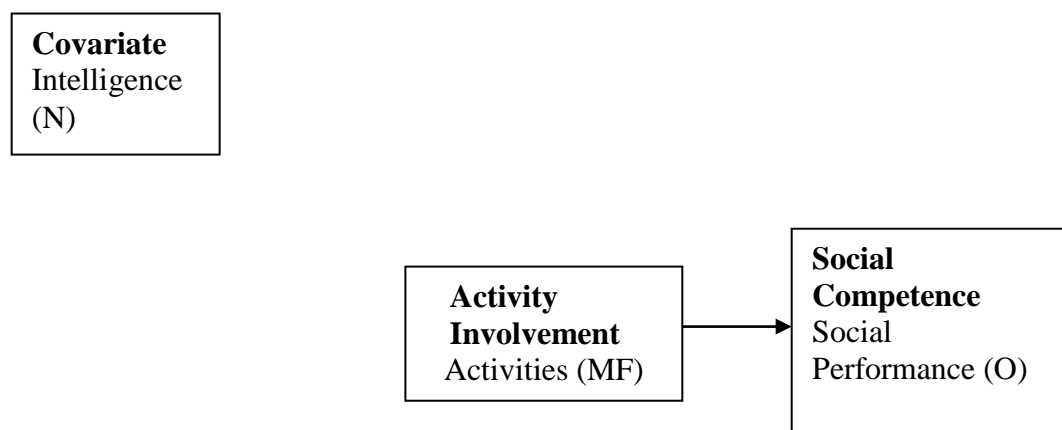 Covariate
Intelligence
(N)
Activity
Involvement
Activities (MF)
Social
Competence
Social
Performance (O)